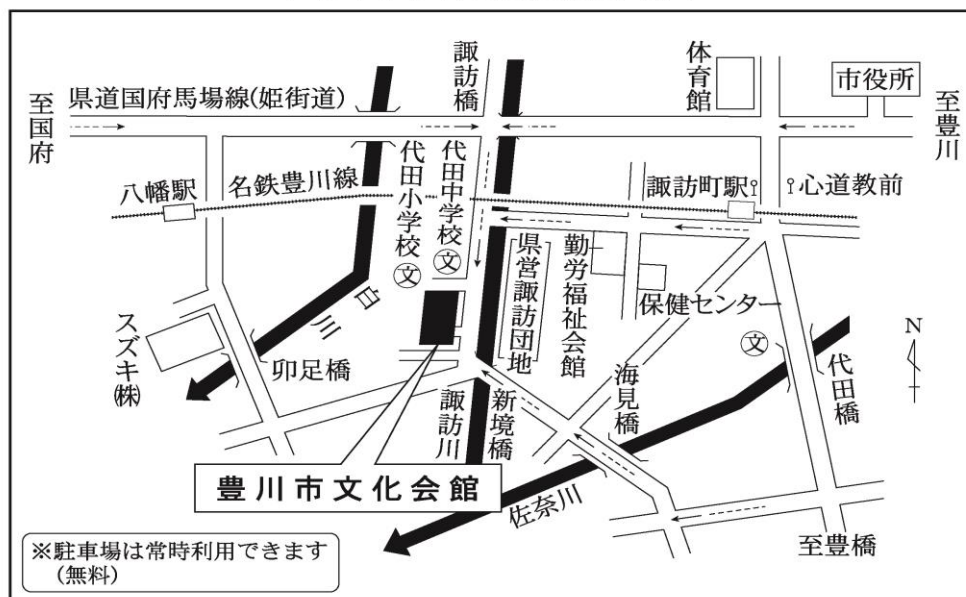 諏訪橋
体育館
市役所
至国府
県道国府馬場線(姫街道)
至豊川
八幡駅
名鉄豊川線
代田小学校
文
代田中学校
文
諏訪町駅
心道教前
県営諏訪団地
勤労福祉会館
保健センター
白川
スズキ㈱
卯足橋
文
N
代田橋
海見橋
新境橋
諏訪川
豊川市文化会館
佐奈川
至豊橋
※駐車場は常時利用できます
(無料)